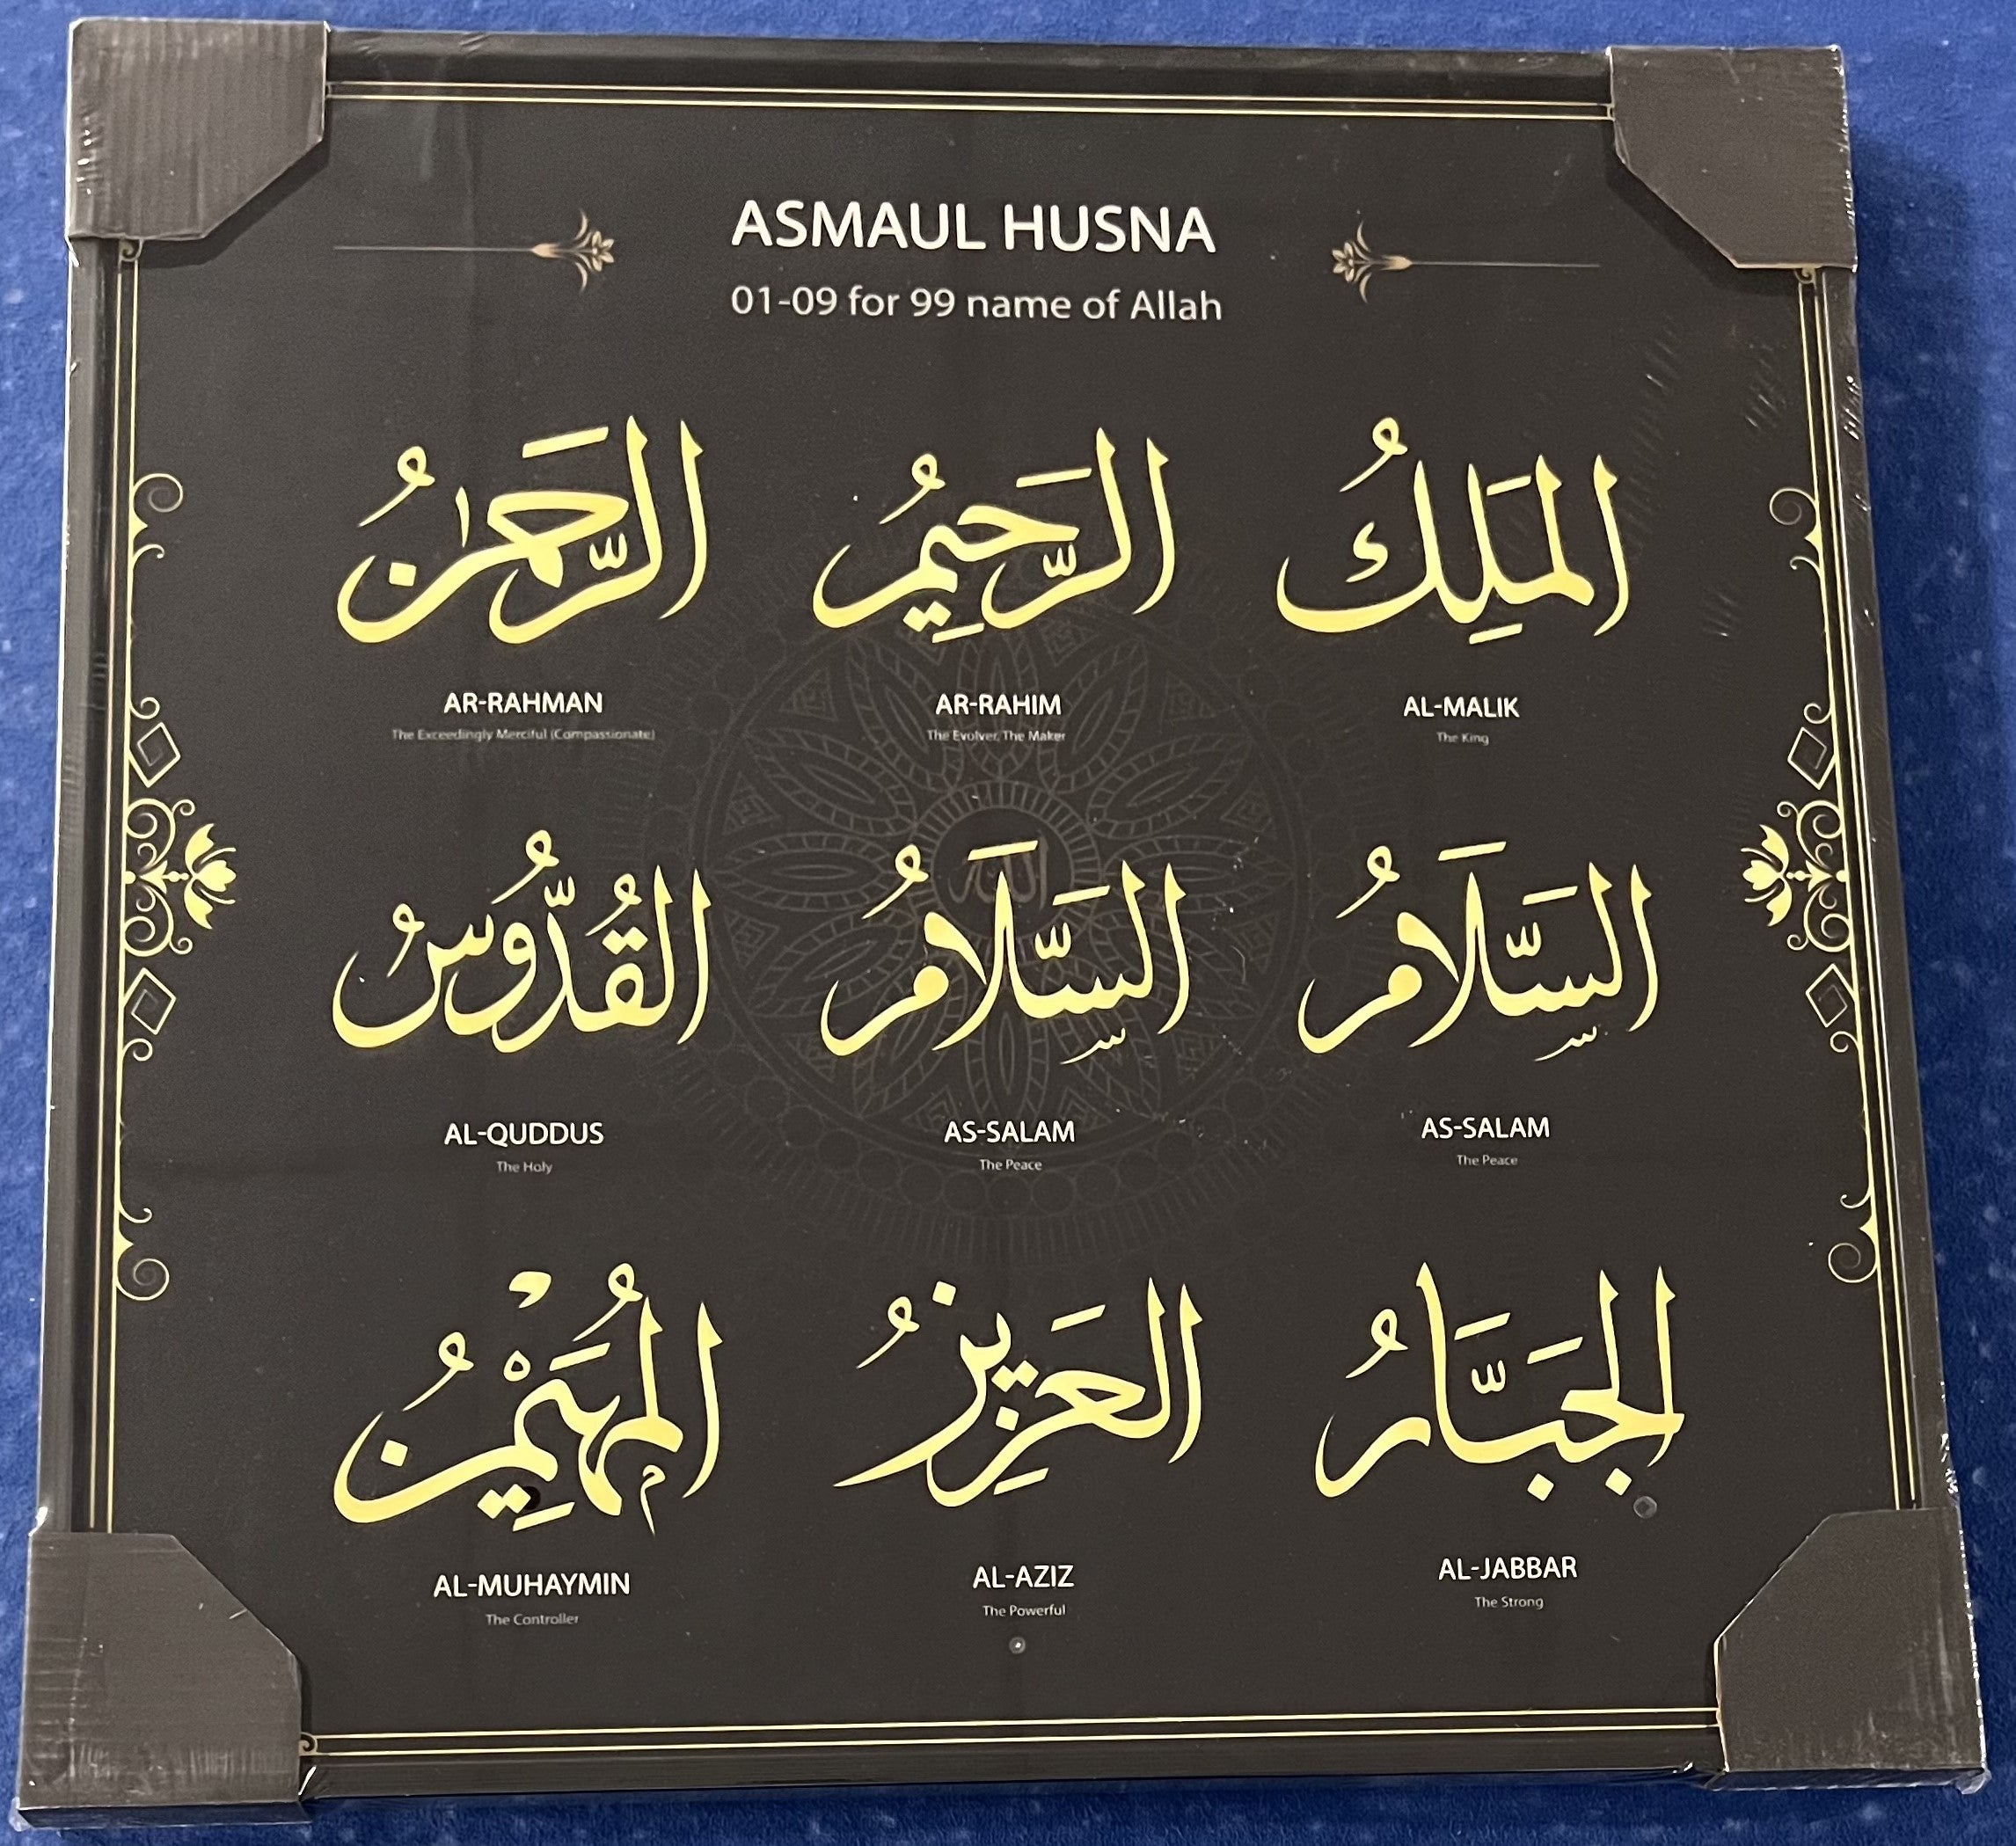 ASMAUL HUSNA
01-09 for 99 name of Allah
الرَّحْمٰنُ الرَّحِيمُ المَلِكُ
AR-RAHMAN AR-RAHIM AL-MALIK
The Exceedingly Merciful (Compassionate) The Evolver, The Maker The King
الله
القُدُّوسُ السَّلَامُ السَّلَامُ
AL-QUDDUS AS-SALAM AS-SALAM
The Holy The Peace The Peace
المُهَيْمِنُ العَزِيزُ الجَبَّارُ
AL-MUHAYMIN AL-AZIZ AL-JABBAR
The Controller The Powerful The Strong